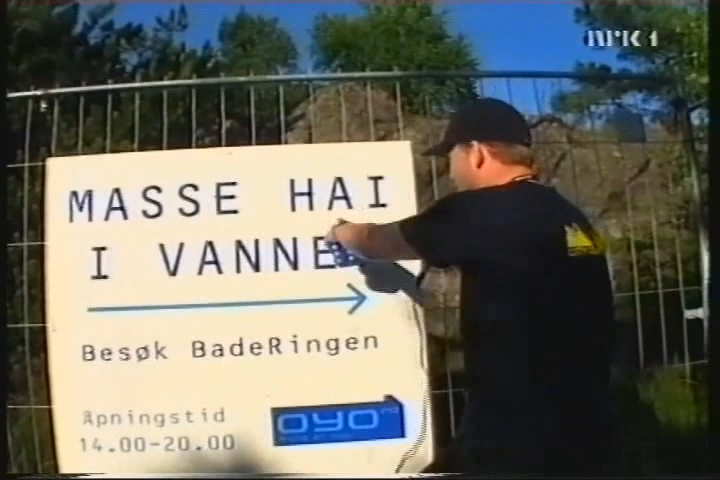 NRK 1
MASSE HAI
I VANNE
Besøk BadeRingen
Åpningstid
14.00-20.00
oyo